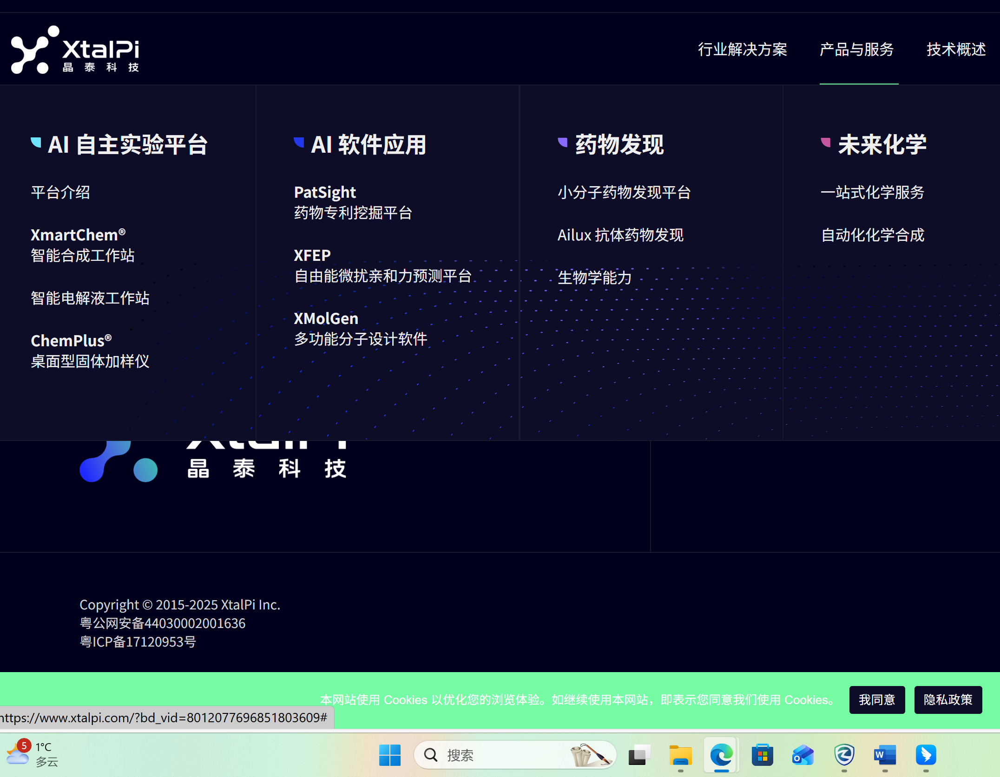 XtalPi
晶泰科技
行业解决方案
产品与服务
技术概述
AI 自主实验平台
平台介绍
XmartChem®
智能合成工作站
智能电解液工作站
ChemPlus®
桌面型固体加样仪
AI 软件应用
PatSight
药物专利挖掘平台
XFEP
自由能微扰亲和力预测平台
XMolGen
多功能分子设计软件
药物发现
小分子药物发现平台
Ailux 抗体药物发现
生物学能力
未来化学
一站式化学服务
自动化化学合成
XtalPi
晶泰科技
Copyright © 2015-2025 XtalPi Inc.
粤公网安备44030002001636
粤ICP备17120953号
本网站使用 Cookies 以优化您的浏览体验。如继续使用本网站，即表示您同意我们使用 Cookies。
我同意
隐私政策
https://www.xtalpi.com/?bd_vid=8012077696851803609#
5
1°C
多云
搜索
O
W